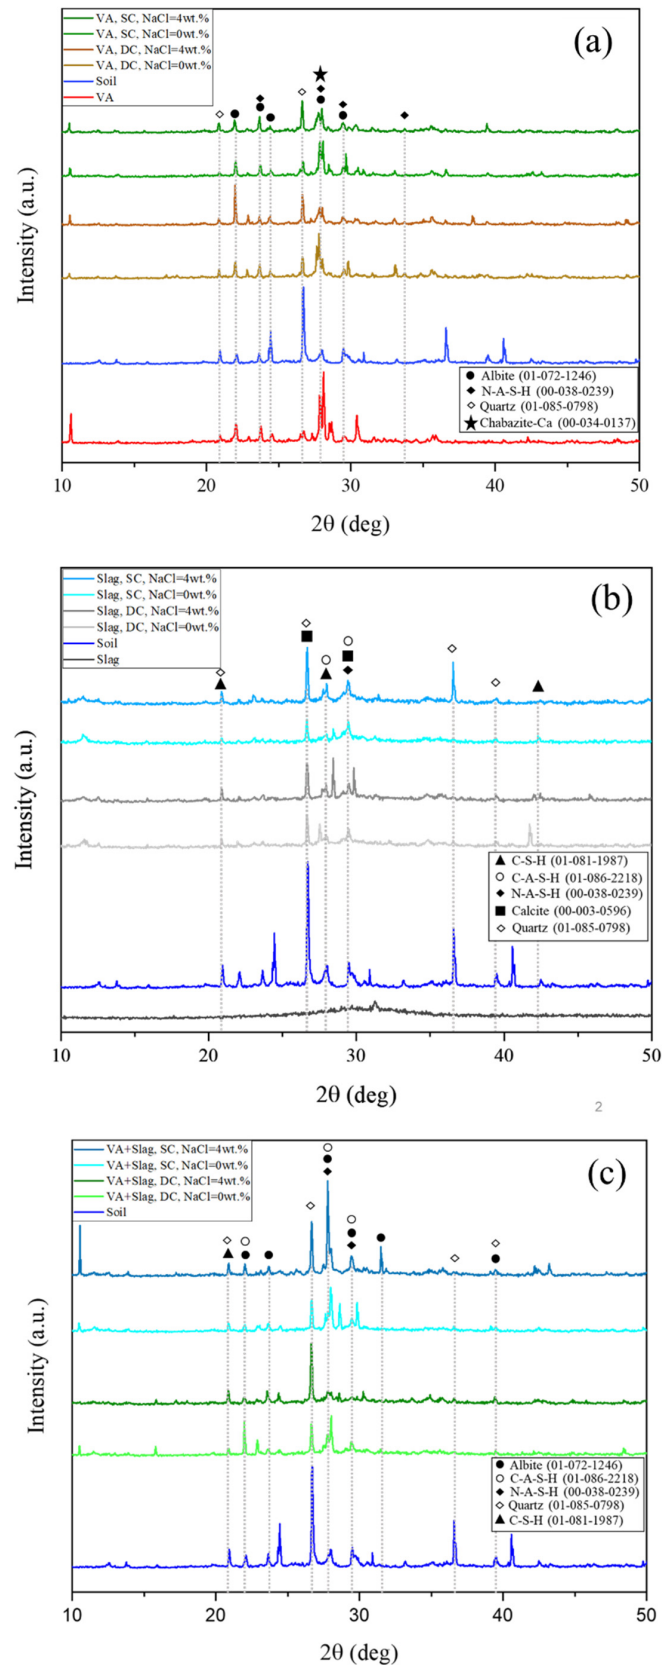 VA, SC, NaCl=4wt.%
VA, SC, NaCl=0wt.%
VA, DC, NaCl=4wt.%
VA, DC, NaCl=0wt.%
Soil
VA
(a)
Intensity (a.u.)
● Albite (01-072-1246)
◆ N-A-S-H (00-038-0239)
◇ Quartz (01-085-0798)
★ Chabazite-Ca (00-034-0137)
10 20 30 40 50
2θ (deg)
Slag, SC, NaCl=4wt.%
Slag, SC, NaCl=0wt.%
Slag, DC, NaCl=4wt.%
Slag, DC, NaCl=0wt.%
Soil
Slag
(b)
Intensity (a.u.)
▲ C-S-H (01-081-1987)
○ C-A-S-H (01-086-2218)
◆ N-A-S-H (00-038-0239)
■ Calcite (00-003-0596)
◇ Quartz (01-085-0798)
10 20 30 40 50
2θ (deg)
2
VA+Slag, SC, NaCl=4wt.%
VA+Slag, SC, NaCl=0wt.%
VA+Slag, DC, NaCl=4wt.%
VA+Slag, DC, NaCl=0wt.%
Soil
(c)
Intensity (a.u.)
● Albite (01-072-1246)
○ C-A-S-H (01-086-2218)
◆ N-A-S-H (00-038-0239)
◇ Quartz (01-085-0798)
▲ C-S-H (01-081-1987)
10 20 30 40 50
2θ (deg)